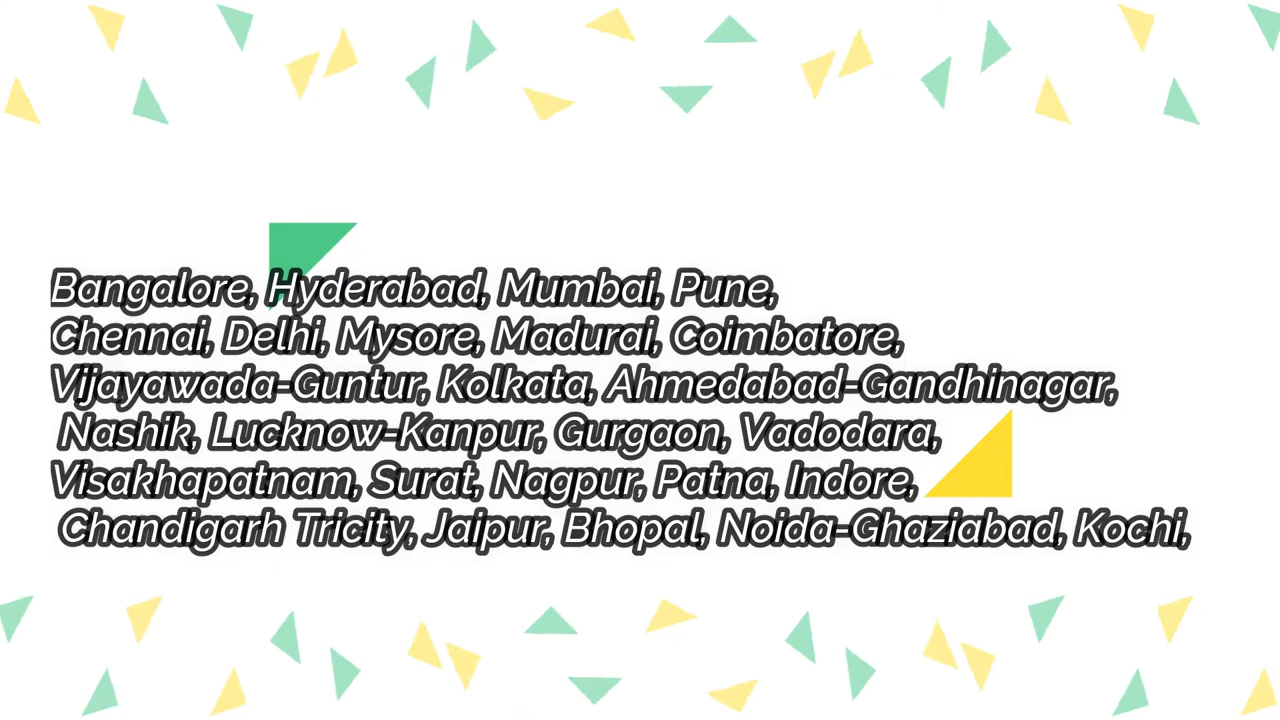 Bangalore, Hyderabad, Mumbai, Pune,
Chennai, Delhi, Mysore, Madurai, Coimbatore,
Vijayawada-Guntur, Kolkata, Ahmedabad-Gandhinagar,
Nashik, Lucknow-Kanpur, Gurgaon, Vadodara,
Visakhapatnam, Surat, Nagpur, Patna, Indore,
Chandigarh Tricity, Jaipur, Bhopal, Noida-Ghaziabad, Kochi,